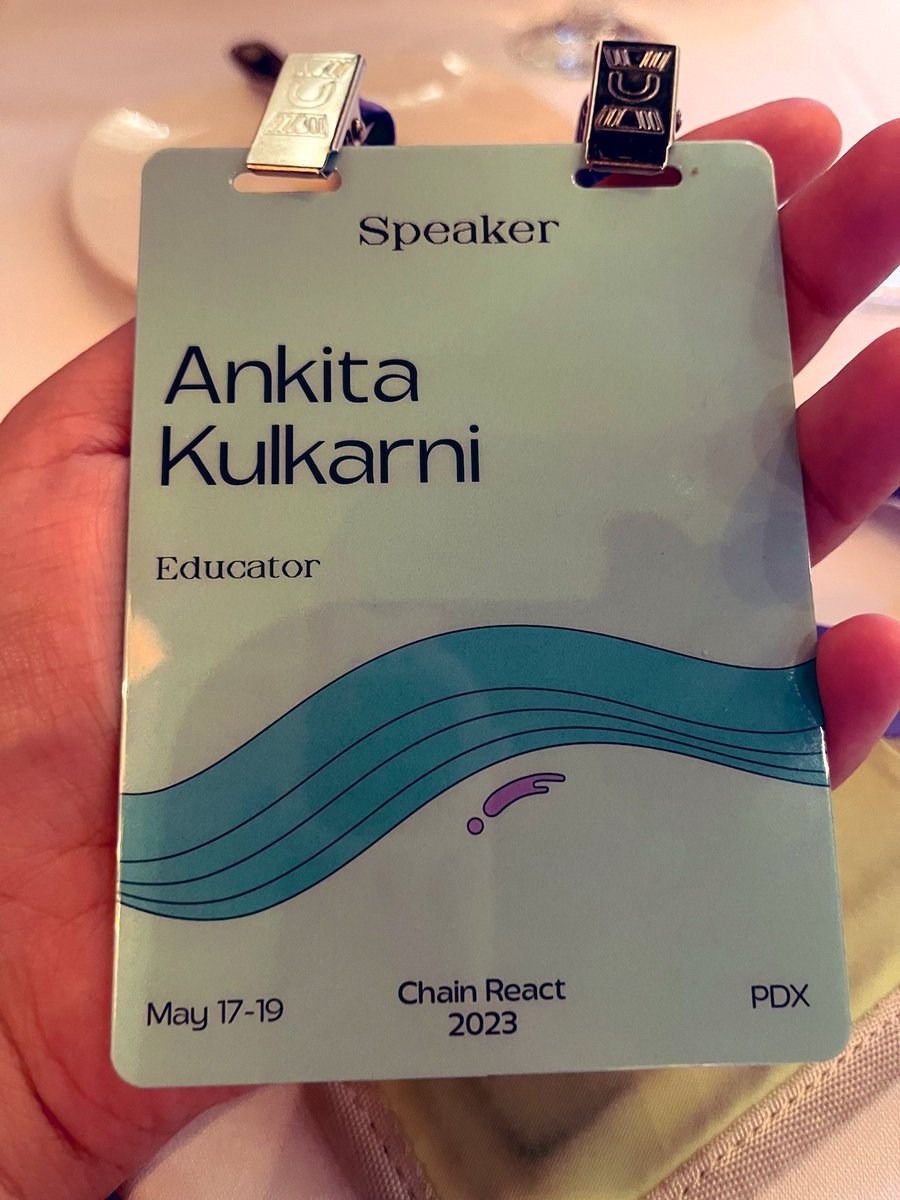 Speaker
Ankita
Kulkarni
Educator
May 17-19
Chain React
2023
PDX